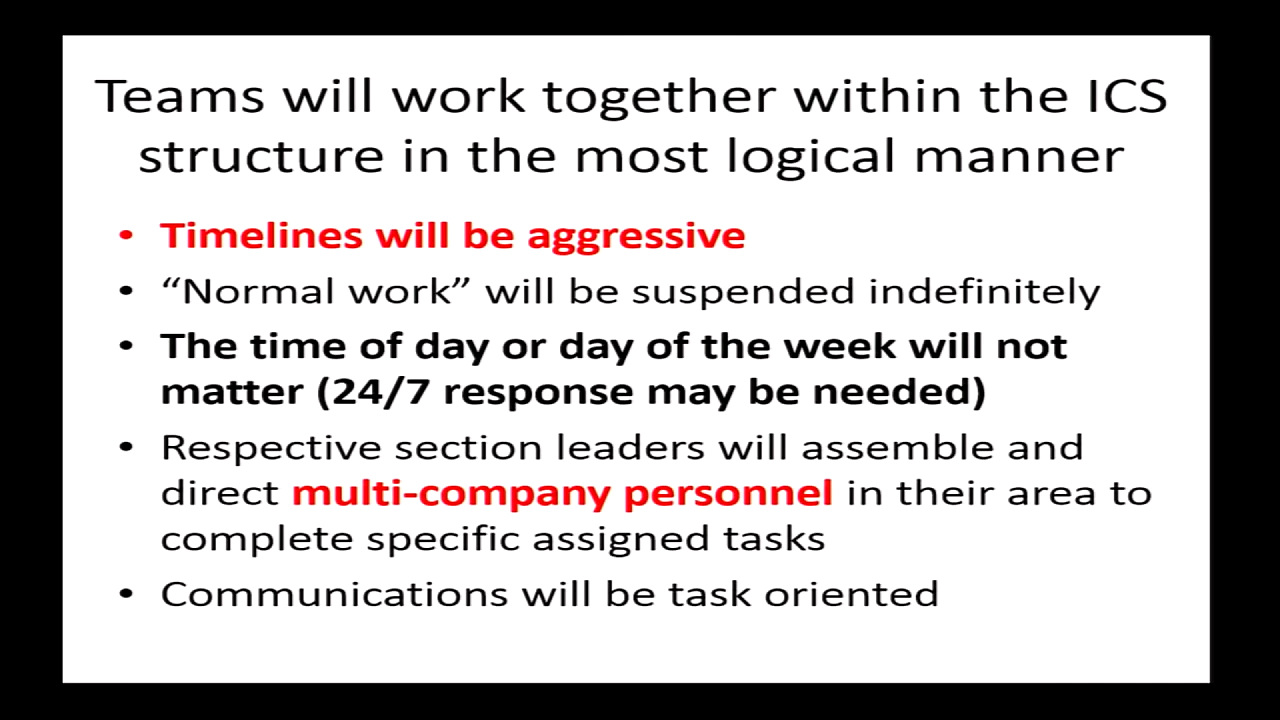 Teams will work together within the ICS
structure in the most logical manner
• Timelines will be aggressive
• “Normal work” will be suspended indefinitely
• The time of day or day of the week will not
matter (24/7 response may be needed)
• Respective section leaders will assemble and
direct multi-company personnel in their area to
complete specific assigned tasks
• Communications will be task oriented